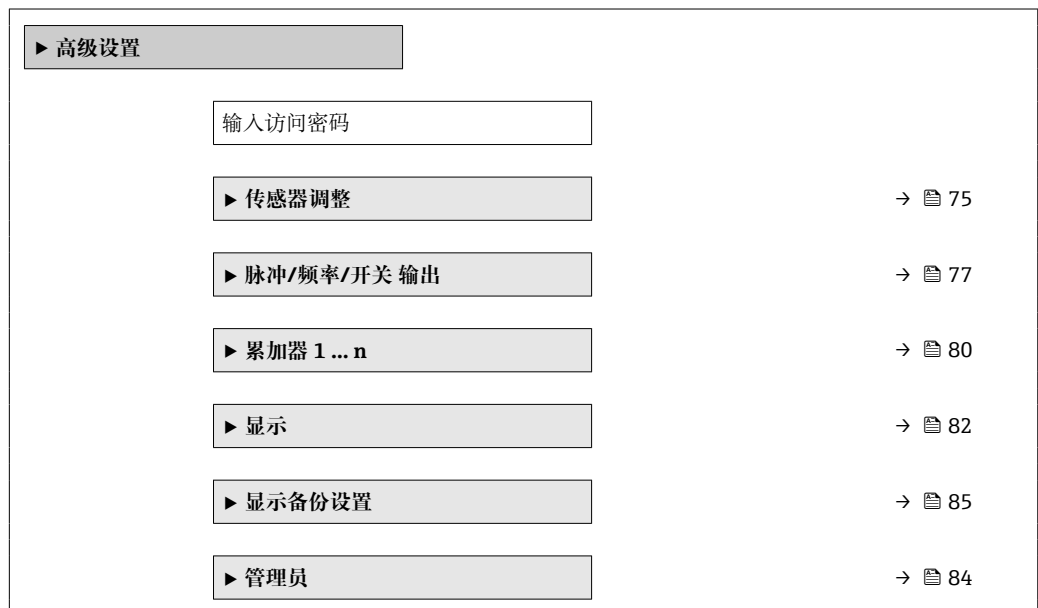 ▶ 高级设置
输入访问密码
▶ 传感器调整 → 75
▶ 脉冲/频率/开关 输出 → 77
▶ 累加器 1 ... n → 80
▶ 显示 → 82
▶ 显示备份设置 → 85
▶ 管理员 → 84